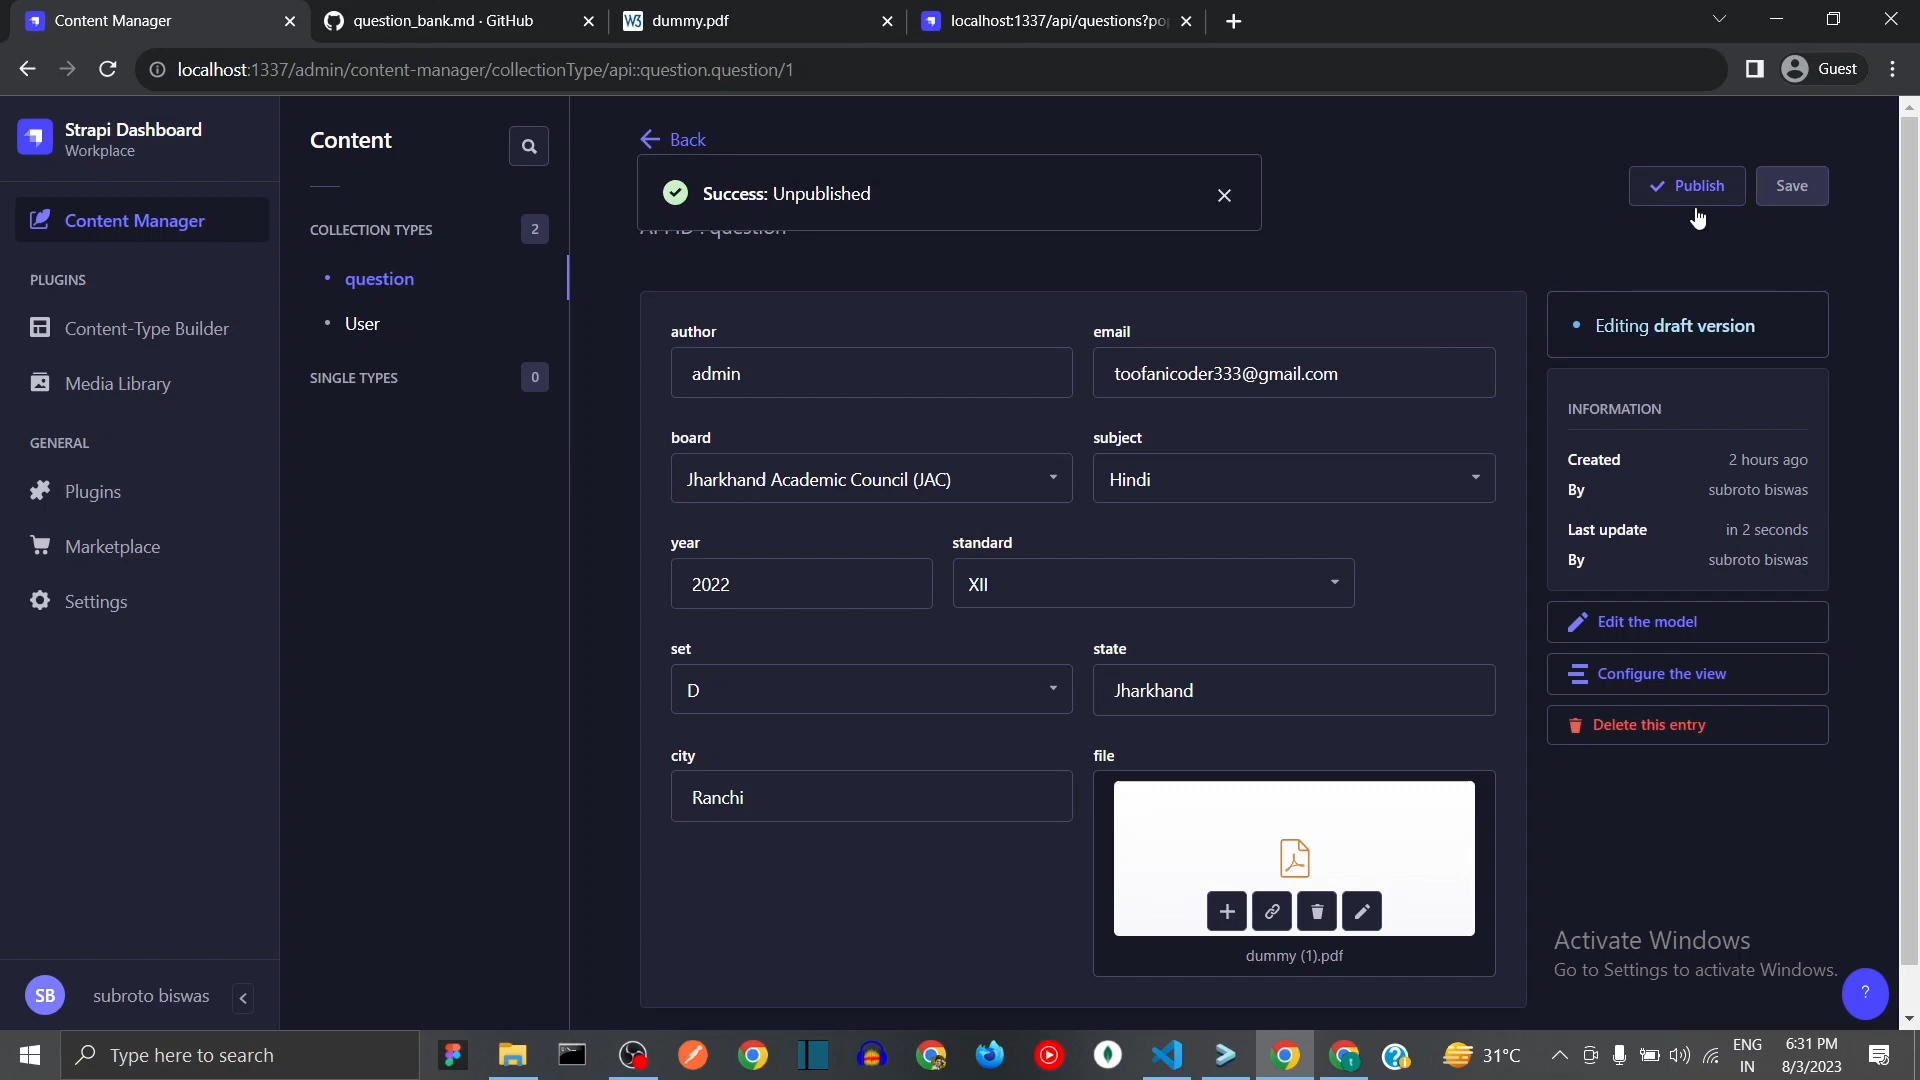 Content Manager
question_bank.md · GitHub
W3 dummy.pdf
localhost:1337/api/questions?po
localhost:1337/admin/content-manager/collectionType/api::question.question/1
Guest
Strapi Dashboard
Workplace
Content Manager
PLUGINS
Content-Type Builder
Media Library
GENERAL
Plugins
Marketplace
Settings
SB subroto biswas
Content
COLLECTION TYPES 2
question
User
SINGLE TYPES 0
Back
Success: Unpublished
Publish
Save
author
admin
email
toofanicoder333@gmail.com
board
Jharkhand Academic Council (JAC)
subject
Hindi
year
2022
standard
XII
set
D
state
Jharkhand
city
Ranchi
file
dummy (1).pdf
Editing draft version
INFORMATION
Created 2 hours ago
By subroto biswas
Last update in 2 seconds
By subroto biswas
Edit the model
Configure the view
Delete this entry
Activate Windows
Go to Settings to activate Windows.
?
Type here to search
31°C
ENG
IN
6:31 PM
8/3/2023